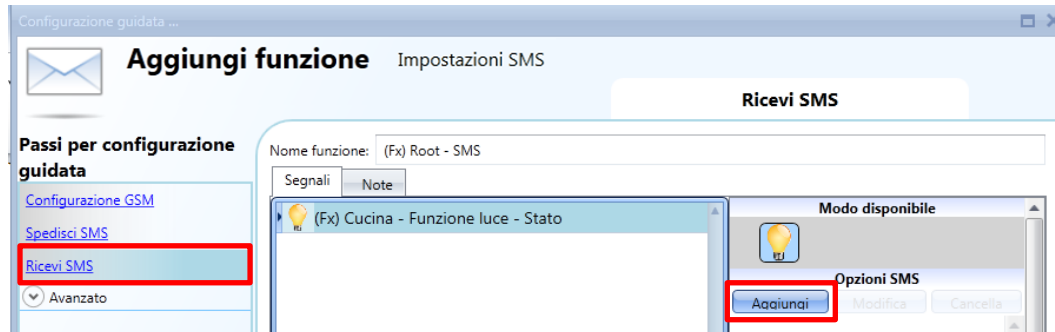 Configurazione guidata ...
Aggiungi funzione Impostazioni SMS
Ricevi SMS
Passi per configurazione
guidata
Configurazione GSM
Spedisci SMS
Ricevi SMS
Avanzato
Nome funzione: (Fx) Root - SMS
Segnali Note
(Fx) Cucina - Funzione luce - Stato
Modo disponibile
Opzioni SMS
Aggiungi Modifica Cancella